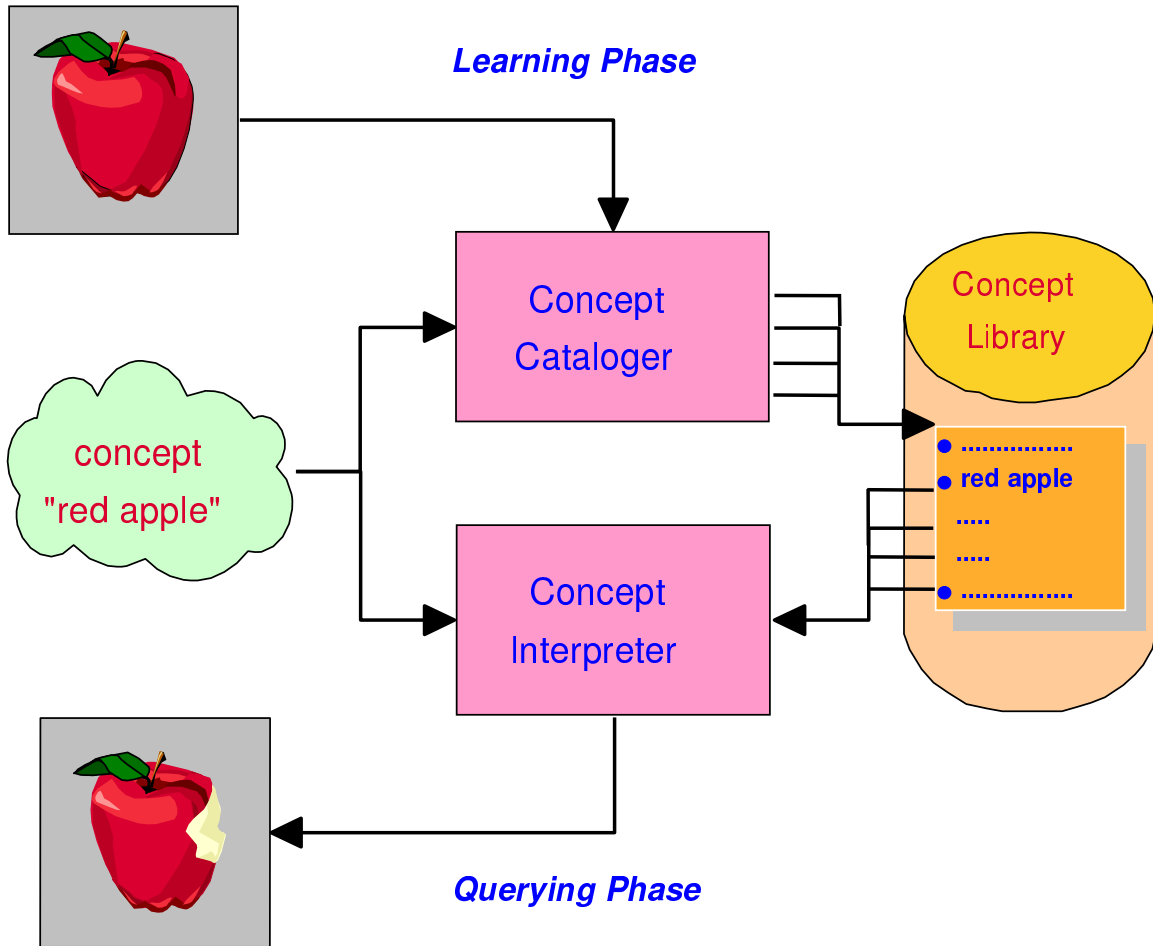 Learning Phase
Concept
Cataloger
Concept
Library
concept
"red apple"
................
red apple
.....
.....
................
Concept
Interpreter
Querying Phase